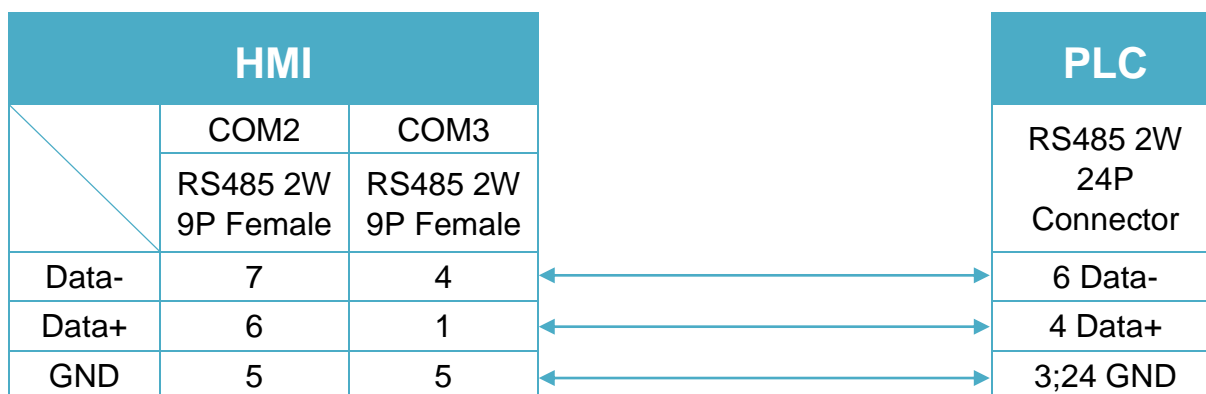 HMI PLC
COM2 COM3
RS485 2W RS485 2W
9P Female 9P Female
RS485 2W
24P
Connector
Data- 7 4 6 Data-
Data+ 6 1 4 Data+
GND 5 5 3;24 GND